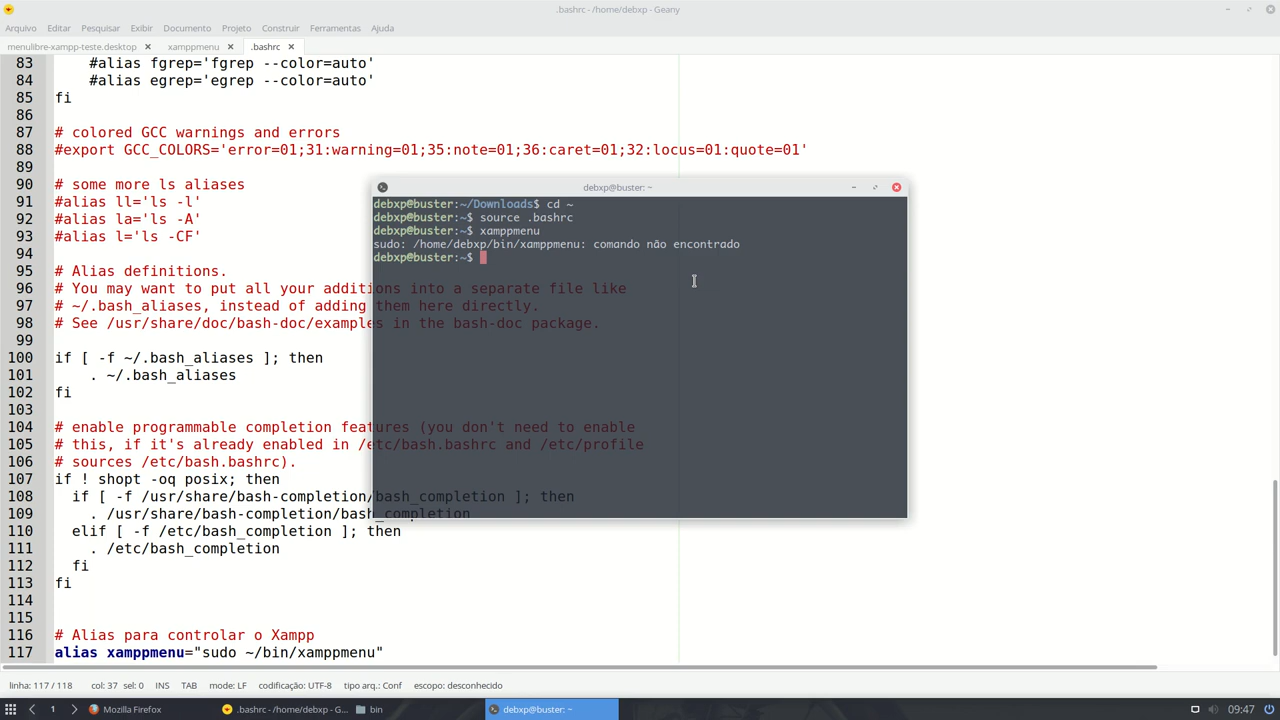 .bashrc - /home/debxp - Geany
Arquivo Editar Pesquisar Exibir Documento Projeto Construir Ferramentas Ajuda
menulibre-xampp-teste.desktop xamppmenu .bashrc
83 #alias fgrep='fgrep --color=auto'
84 #alias egrep='egrep --color=auto'
85 fi
86
87 # colored GCC warnings and errors
88 #export GCC_COLORS='error=01;31:warning=01;35:note=01;36:caret=01;32:locus=01:quote=01'
89
90 # some more ls aliases
91 #alias ll='ls -l'
92 #alias la='ls -A'
93 #alias l='ls -CF'
94
95 # Alias definitions.
96 # You may want to put all your additions into a separate file like
97 # ~/.bash_aliases, instead of adding them here directly.
98 # See /usr/share/doc/bash-doc/examples in the bash-doc package.
99
100 if [ -f ~/.bash_aliases ]; then
101 . ~/.bash_aliases
102 fi
103
104 # enable programmable completion features (you don't need to enable
105 # this, if it's already enabled in /etc/bash.bashrc and /etc/profile
106 # sources /etc/bash.bashrc).
107 if ! shopt -oq posix; then
108 if [ -f /usr/share/bash-completion/bash_completion ]; then
109 . /usr/share/bash-completion/bash_completion
110 elif [ -f /etc/bash_completion ]; then
111 . /etc/bash_completion
112 fi
113 fi
114
115
116 # Alias para controlar o Xampp
117 alias xamppmenu="sudo ~/bin/xamppmenu"
debxp@buster: ~
debxp@buster:~/Downloads$ cd ~
debxp@buster:~$ source .bashrc
debxp@buster:~$ xamppmenu
sudo: /home/debxp/bin/xamppmenu: comando não encontrado
debxp@buster:~$
linha: 117 / 118 col: 37 sel: 0 INS TAB mode: LF codificação: UTF-8 tipo arq.: Conf escopo: desconhecido
1 Mozilla Firefox .bashrc - /home/debxp - G... bin debxp@buster: ~ 09:47